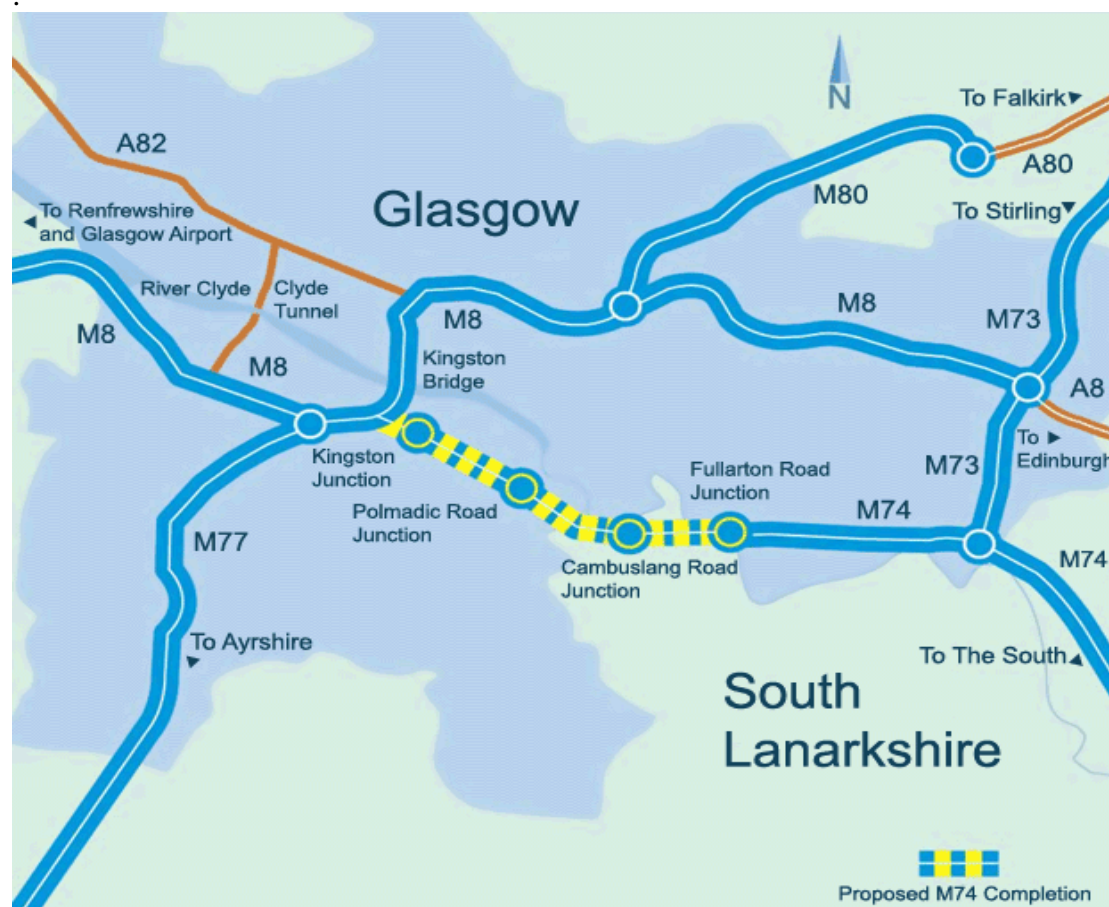 To Falkirk
N
A82
A80
M80
To Renfrewshire
and Glasgow Airport
Glasgow
To Stirling
River Clyde
Clyde
Tunnel
M8
M8
M73
M8
M8
Kingston
Bridge
A8
To
Edinburgh
Kingston
Junction
Fullarton Road
Junction
M73
Polmadic Road
Junction
M74
M77
Cambuslang Road
Junction
M74
To Ayrshire
To The South
South
Lanarkshire
Proposed M74 Completion